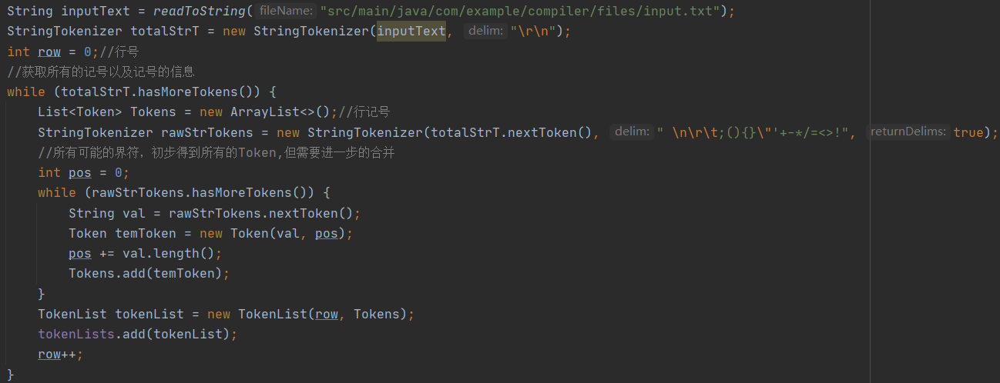 String inputText = readToString( fileName: "src/main/java/com/example/compiler/files/input.txt");
StringTokenizer totalStrT = new StringTokenizer(inputText, delim: "\r\n");
int row = 0;//行号
//获取所有的记号以及记号的信息
while (totalStrT.hasMoreTokens()) {
    List<Token> Tokens = new ArrayList<>();//行记号
    StringTokenizer rawStrTokens = new StringTokenizer(totalStrT.nextToken(), delim: " \n\r\t;(){}\"'+-*/=<>!", returnDelims: true);
    //所有可能的界符，初步得到所有的Token,但需要进一步的合并
    int pos = 0;
    while (rawStrTokens.hasMoreTokens()) {
        String val = rawStrTokens.nextToken();
        Token temToken = new Token(val, pos);
        pos += val.length();
        Tokens.add(temToken);
    }
    TokenList tokenList = new TokenList(row, Tokens);
    tokenLists.add(tokenList);
    row++;
}